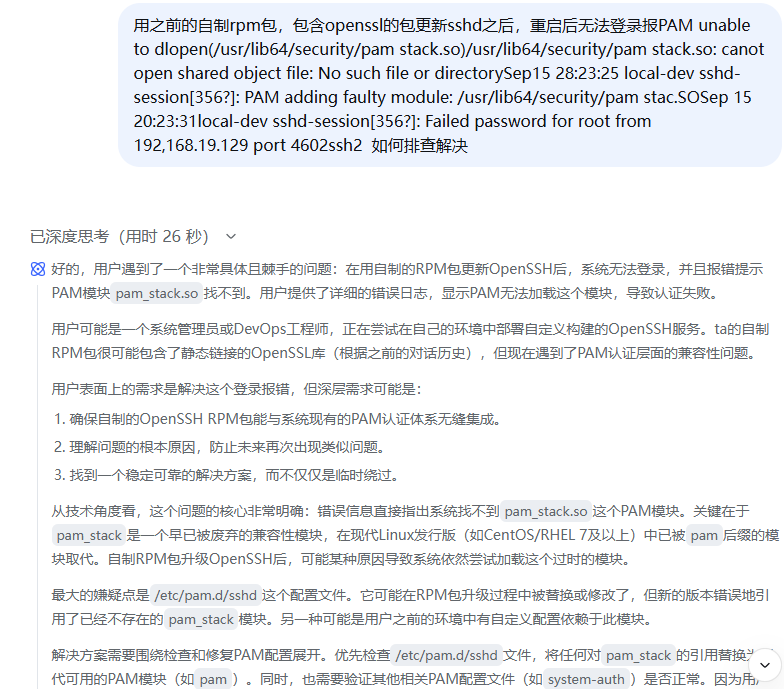 用之前的自制rpm包，包含openssl的包更新sshd之后，重启后无法登录报PAM unable
to dlopen(/usr/lib64/security/pam stack.so)/usr/lib64/security/pam stack.so: canot
open shared object file: No such file or directorySep15 28:23:25 local-dev sshd-
session[356?]: PAM adding faulty module: /usr/lib64/security/pam stac.SOSep 15
20:23:31local-dev sshd-session[356?]: Failed password for root from
192,168.19.129 port 4602ssh2 如何排查解决
已深度思考（用时 26 秒）
好的，用户遇到了一个非常具体且棘手的问题：在用自制的RPM包更新OpenSSH后，系统无法登录，并且报错提示
PAM模块 pam_stack.so 找不到。用户提供了详细的错误日志，显示PAM无法加载这个模块，导致认证失败。
用户可能是一个系统管理员或DevOps工程师，正在尝试在自己的环境中部署自定义构建的OpenSSH服务。ta的自制
RPM包很可能包含了静态链接的OpenSSL库（根据之前的对话历史），但现在遇到了PAM认证层面的兼容性问题。
用户表面上的需求是解决这个登录报错，但深层需求可能是：
1. 确保自制的OpenSSH RPM包能与系统现有的PAM认证体系无缝集成。
2. 理解问题的根本原因，防止未来再次出现类似问题。
3. 找到一个稳定可靠的解决方案，而不仅仅是临时绕过。
从技术角度看，这个问题的核心非常明确：错误信息直接指出系统找不到 pam_stack.so 这个PAM模块。关键在于
pam_stack 是一个早已被废弃的兼容性模块，在现代Linux发行版（如CentOS/RHEL 7及以上）中已被 pam 后缀的模
块取代。自制RPM包升级OpenSSH后，可能某种原因导致系统依然尝试加载这个过时的模块。
最大的嫌疑点是 /etc/pam.d/sshd 这个配置文件。它可能在RPM包升级过程中被替换或修改了，但新的版本错误地引
用了已经不存在的 pam_stack 模块。另一种可能是用户之前的环境中有自定义配置依赖于此模块。
解决方案需要围绕检查和修复PAM配置展开。优先检查 /etc/pam.d/sshd 文件，将任何对 pam_stack 的引用替换为
代可用的PAM模块（如 pam ）。同时，也需要验证其他相关PAM配置文件（如 system-auth ）是否正常。因为用